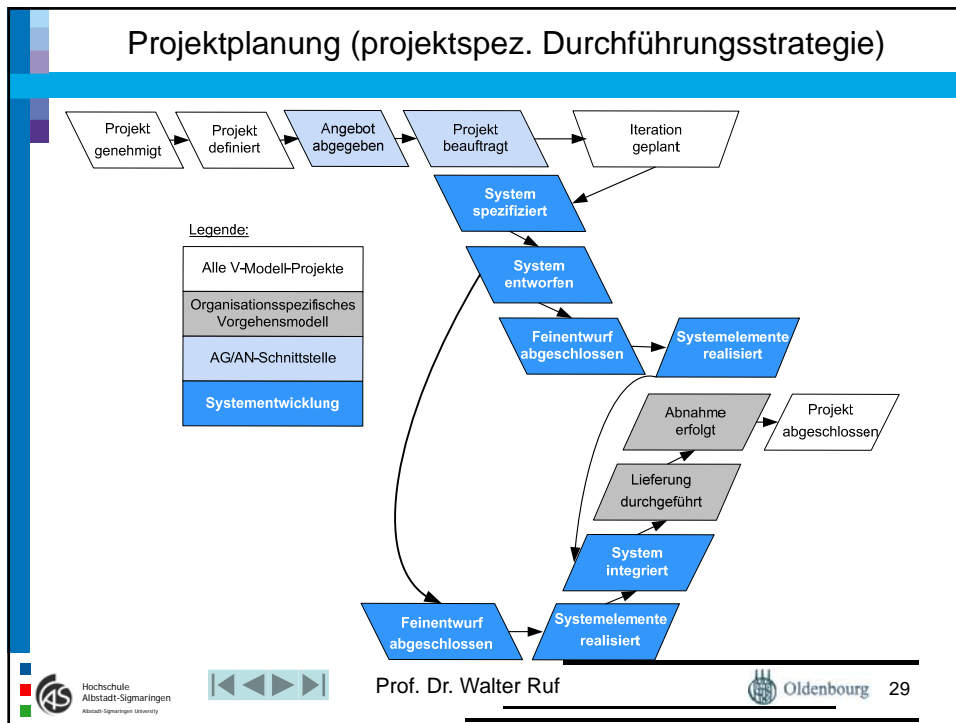 Projektplanung (projektspez. Durchführungsstrategie)
Projekt
genehmigt
Projekt
definiert
Angebot
abgegeben
Projekt
beauftragt
Iteration
geplant
System
spezifiziert
Legende:
Alle V-Modell-Projekte
Organisationsspezifisches
Vorgehensmodell
AG/AN-Schnittstelle
Systementwicklung
System
entworfen
Feinentwurf
abgeschlossen
Systemelemente
realisiert
Abnahme
erfolgt
Projekt
abgeschlossen
Lieferung
durchgeführt
System
integriert
Feinentwurf
abgeschlossen
Systemelemente
realisiert
Hochschule
Albstadt-Sigmaringen
Albstadt-Sigmaringen University
Prof. Dr. Walter Ruf
Oldenbourg
29